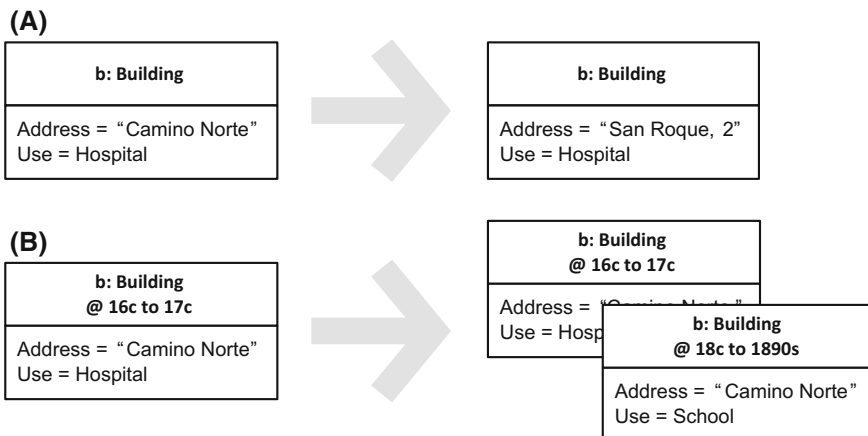 (A)
b: Building
Address = “Camino Norte”
Use = Hospital
b: Building
Address = “San Roque, 2”
Use = Hospital
(B)
b: Building
@ 16c to 17c
Address = “Camino Norte”
Use = Hospital
b: Building
@ 16c to 17c
Address =
Use =
b: Building
@ 18c to 1890s
Address = “Camino Norte”
Use = School